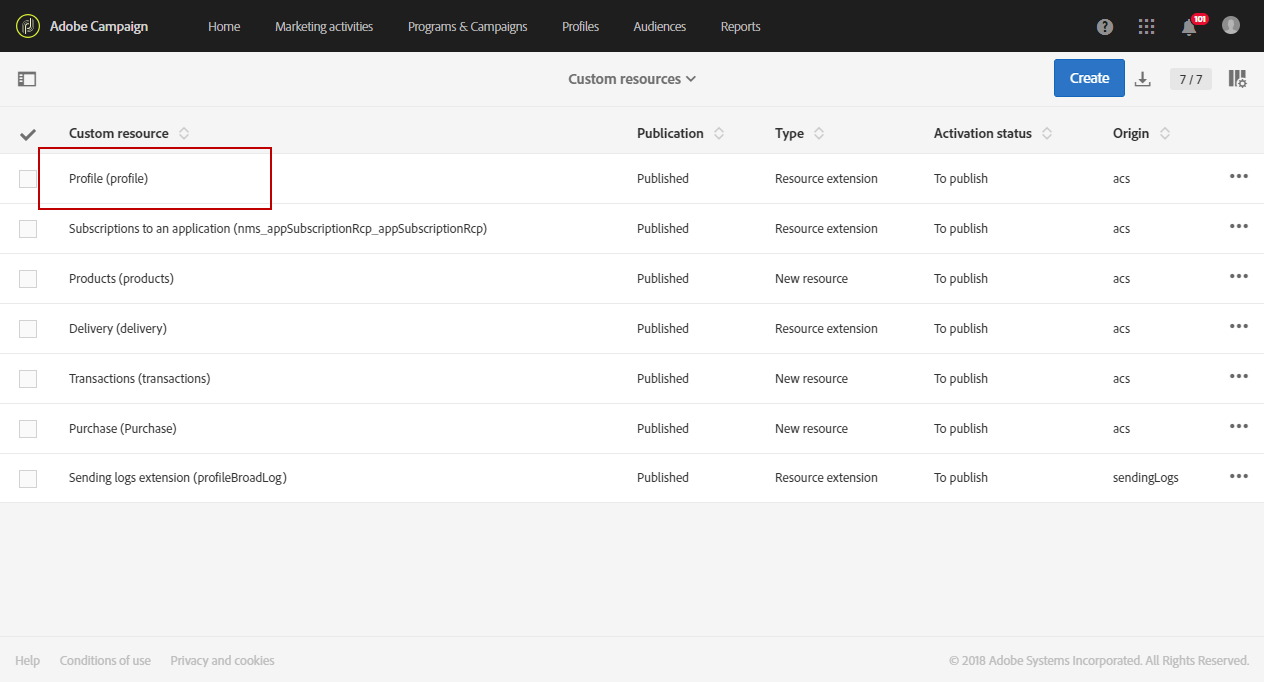 Adobe Campaign Home Marketing activities Programs & Campaigns Profiles Audiences Reports ? 101
Custom resources Create 7 / 7
Custom resource Publication Type Activation status Origin
Profile (profile) Published Resource extension To publish acs
Subscriptions to an application (nms_appSubscriptionRcp_appSubscriptionRcp) Published Resource extension To publish acs
Products (products) Published New resource To publish acs
Delivery (delivery) Published Resource extension To publish acs
Transactions (transactions) Published New resource To publish acs
Purchase (Purchase) Published New resource To publish acs
Sending logs extension (profileBroadLog) Published Resource extension To publish sendingLogs
Help Conditions of use Privacy and cookies © 2018 Adobe Systems Incorporated. All Rights Reserved.